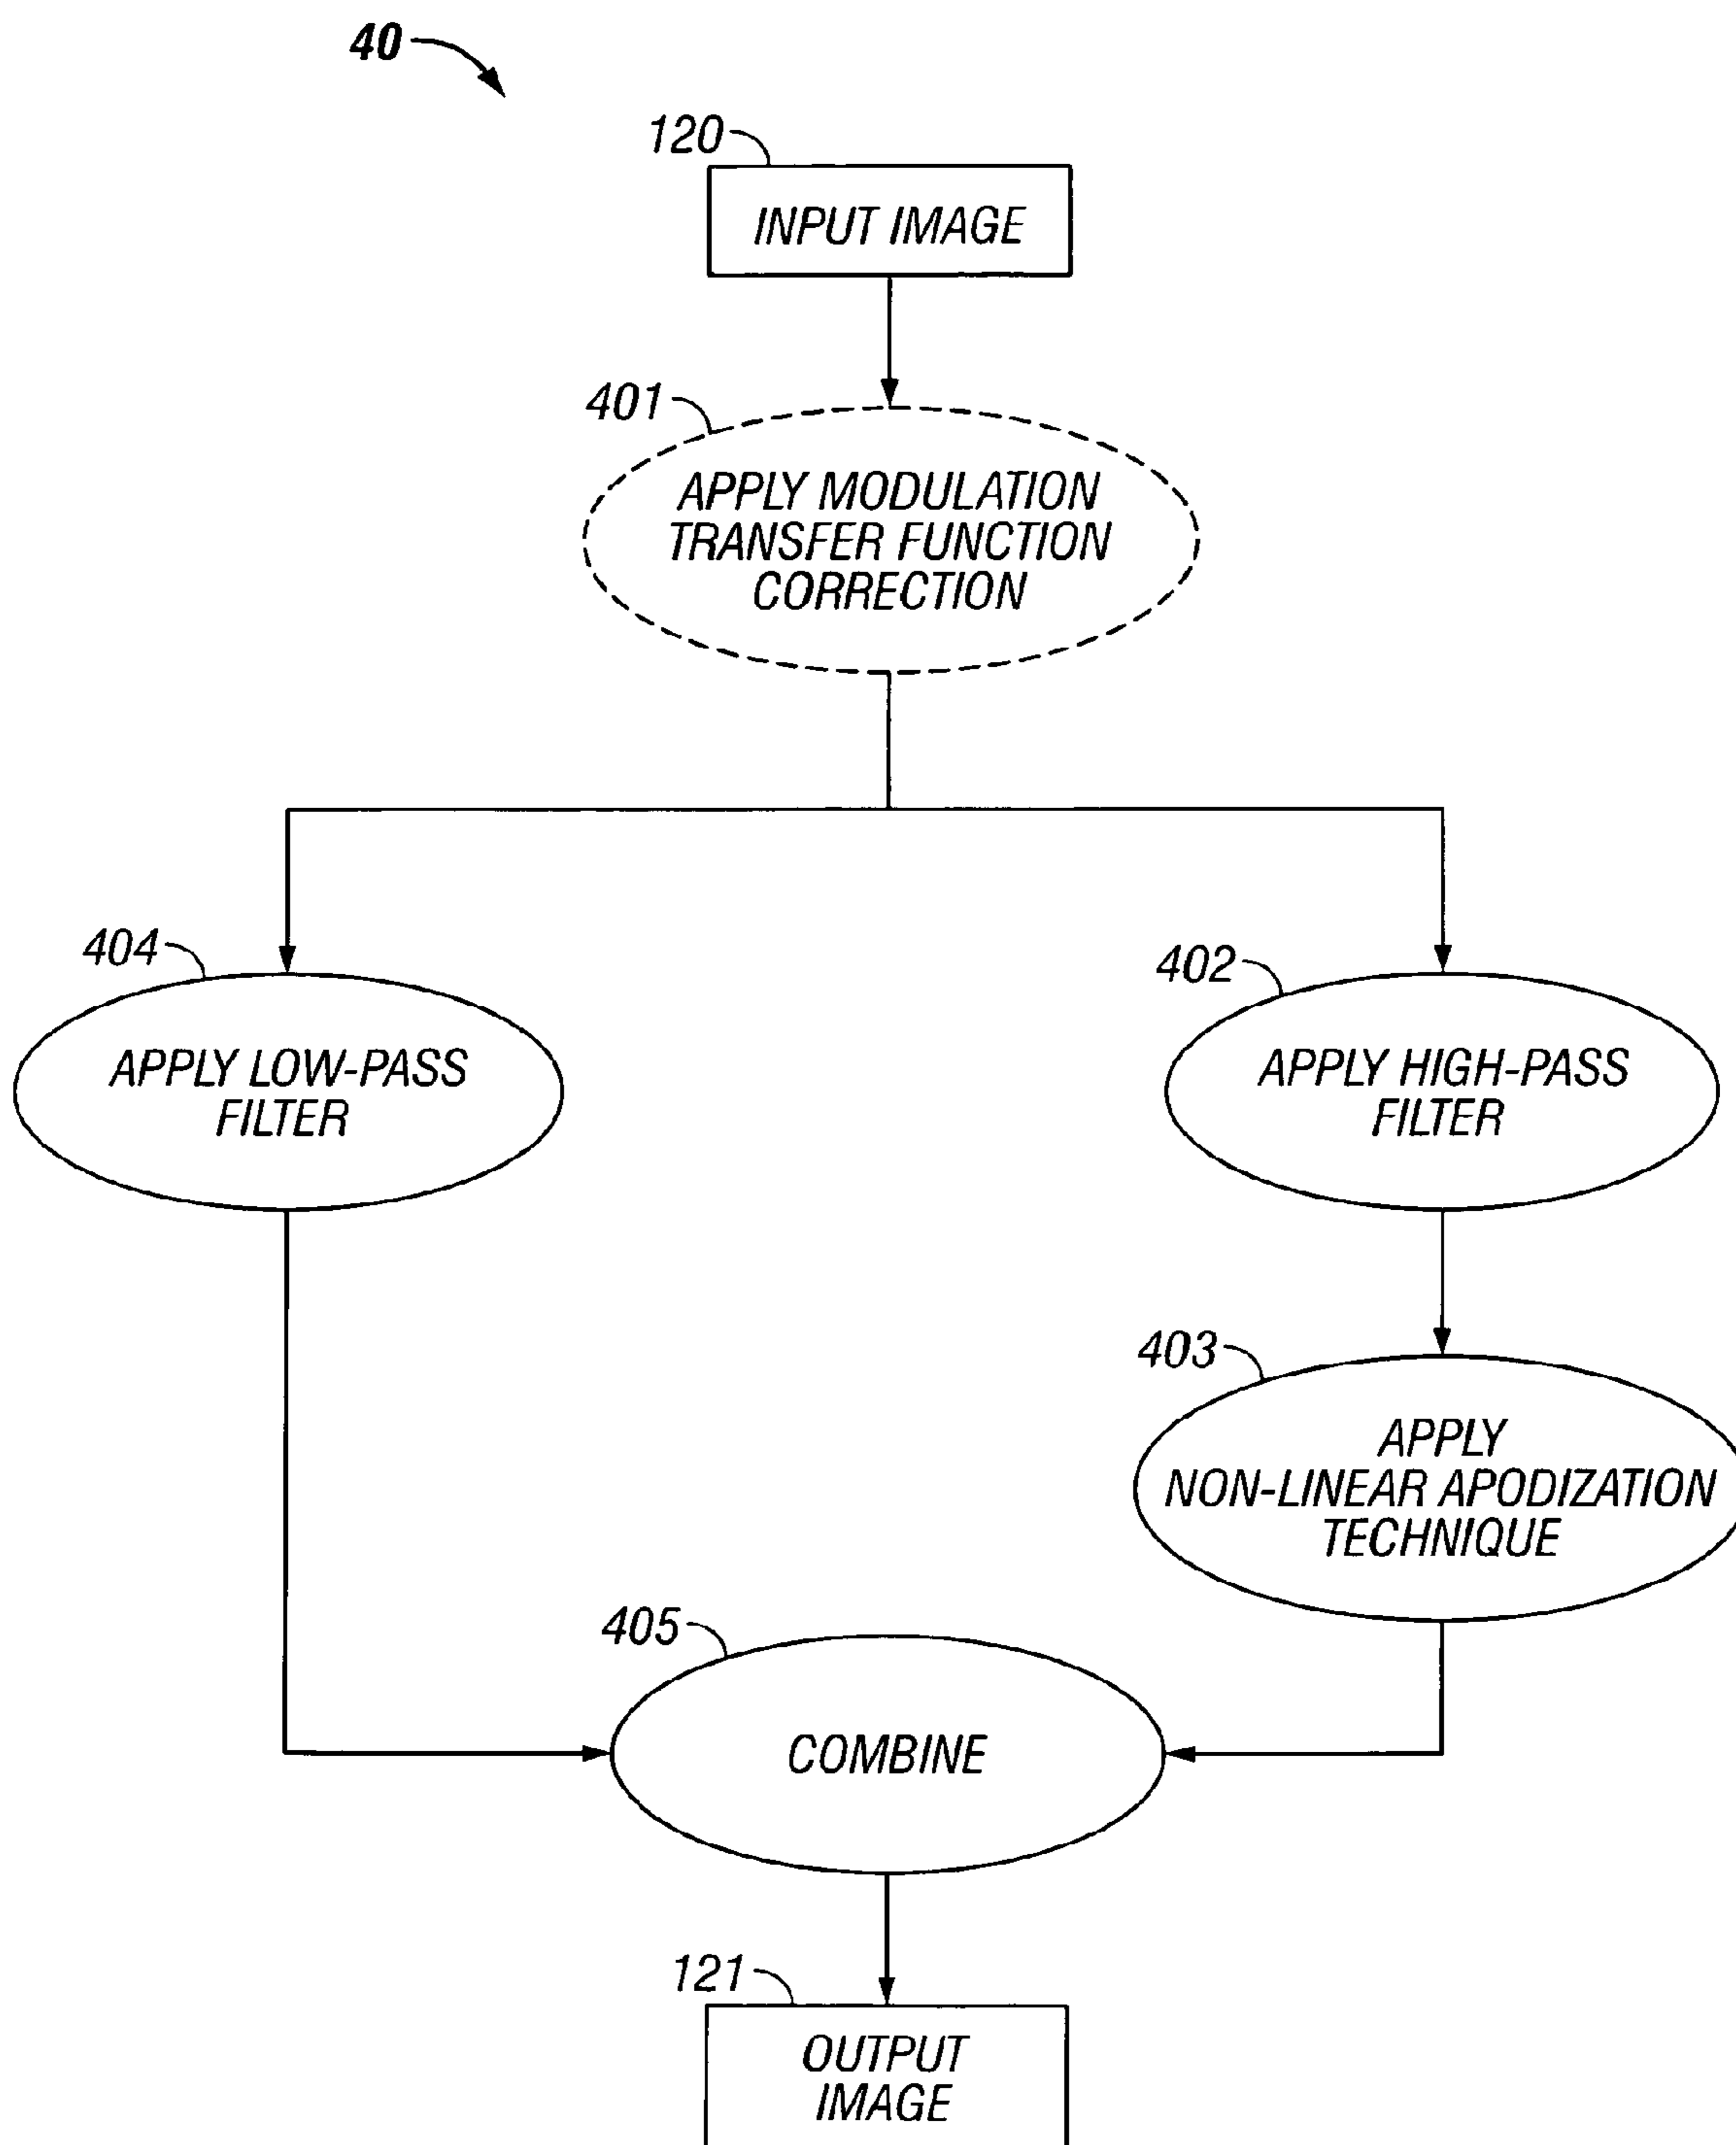 40
120
INPUT IMAGE
401
APPLY MODULATION
TRANSFER FUNCTION
CORRECTION
404
APPLY LOW-PASS
FILTER
402
APPLY HIGH-PASS
FILTER
403
APPLY
NON-LINEAR APODIZATION
TECHNIQUE
405
COMBINE
121
OUTPUT
IMAGE